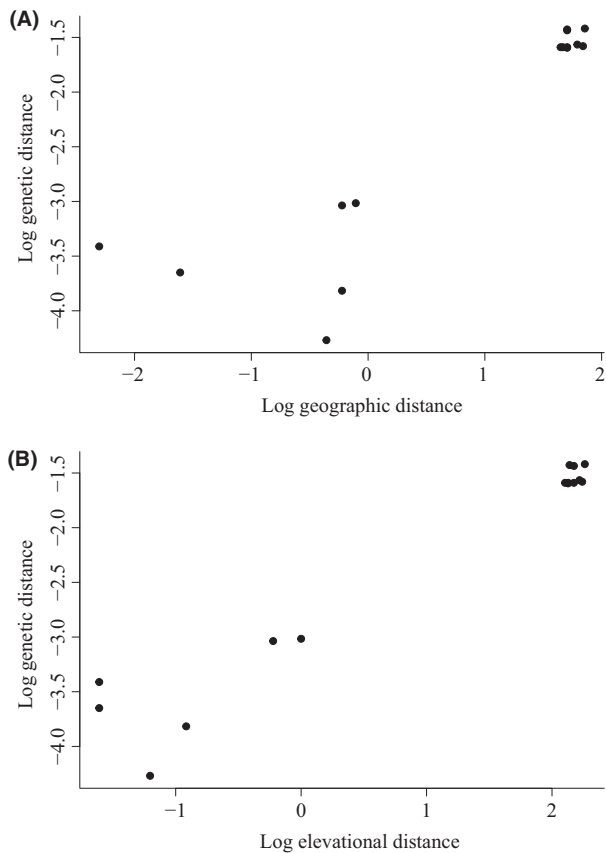 (A)
−1.5
−2.0
−2.5
−3.0
−3.5
−4.0
Log genetic distance
−2 −1 0 1 2
Log geographic distance
(B)
−1.5
−2.0
−2.5
−3.0
−3.5
−4.0
Log genetic distance
−1 0 1 2
Log elevational distance